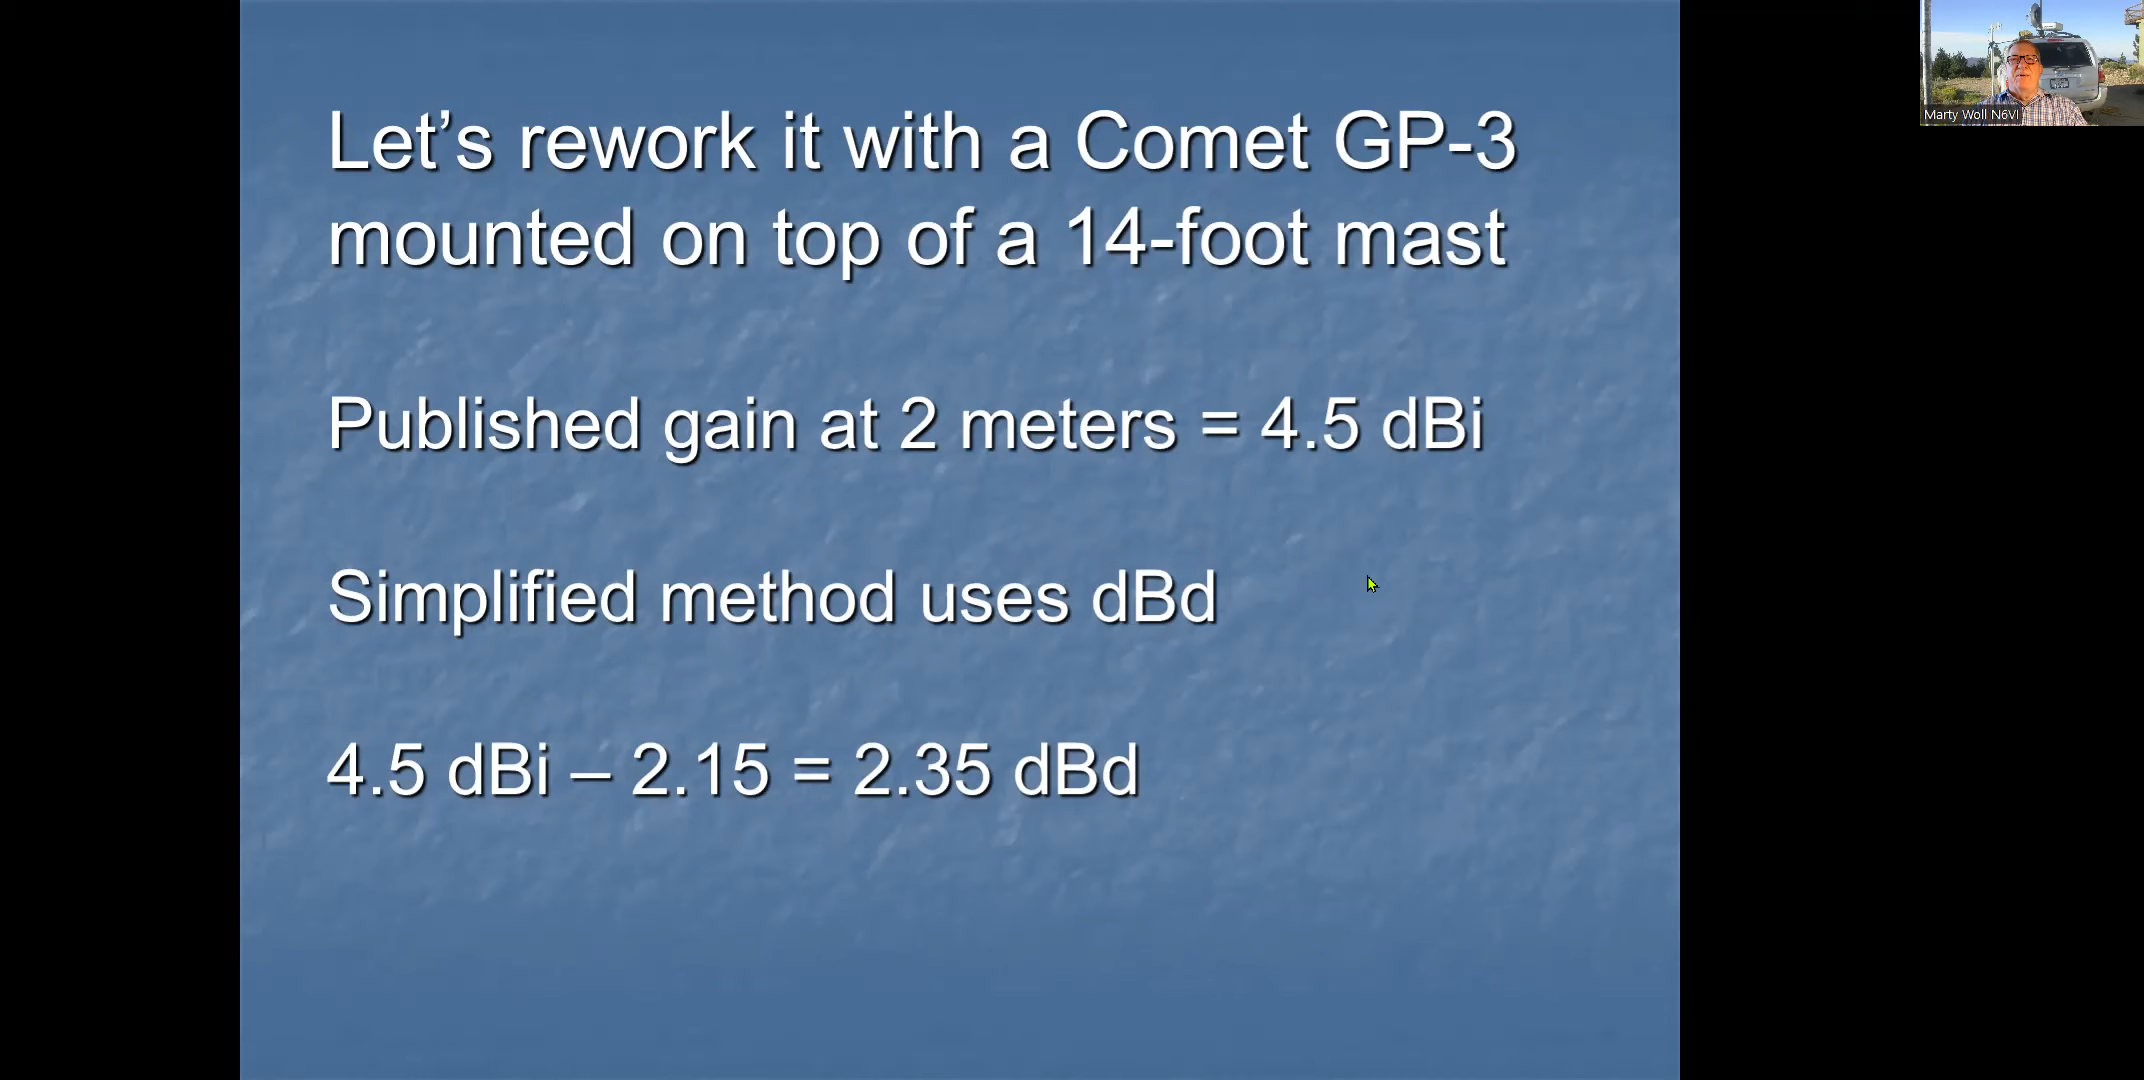 Let’s rework it with a Comet GP-3
mounted on top of a 14-foot mast
Published gain at 2 meters = 4.5 dBi
Simplified method uses dBd
4.5 dBi – 2.15 = 2.35 dBd
Marty Woll N6VI